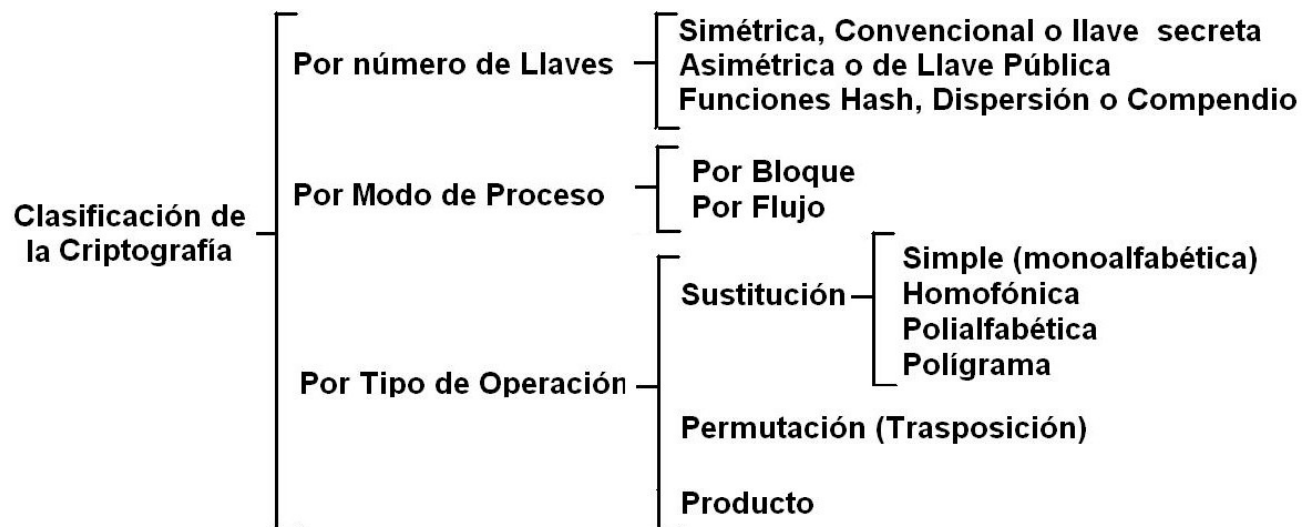 Clasificación de
la Criptografía
Por número de Llaves
Simétrica, Convencional o llave secreta
Asimétrica o de Llave Pública
Funciones Hash, Dispersión o Compendio
Por Modo de Proceso
Por Bloque
Por Flujo
Por Tipo de Operación
Sustitución
Simple (monoalfabética)
Homofónica
Polialfabética
Polígrama
Permutación (Trasposición)
Producto